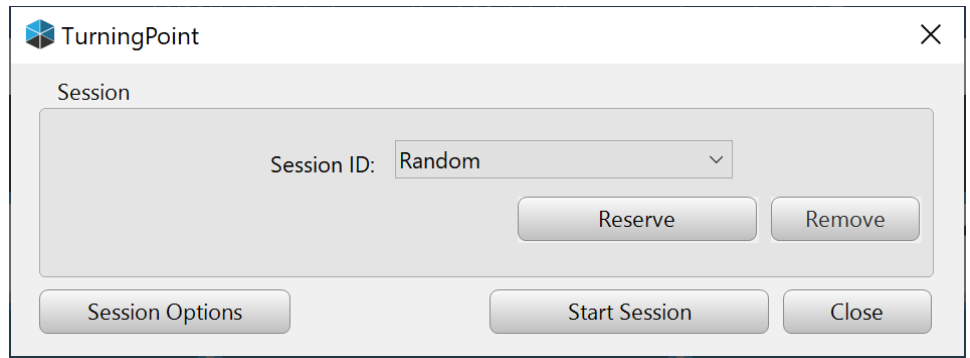 TurningPoint
Session
Session ID: Random
Reserve Remove
Session Options Start Session Close